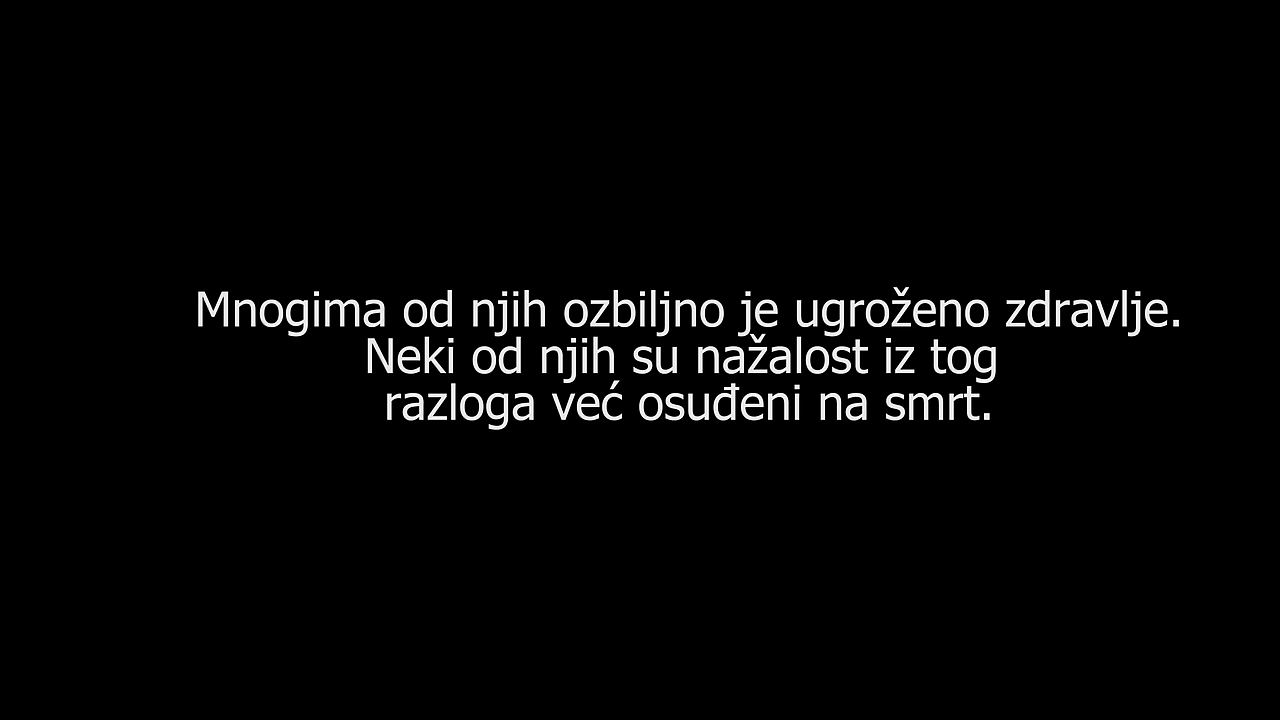 Mnogima od njih ozbiljno je ugroženo zdravlje.
Neki od njih su nažalost iz tog
razloga već osuđeni na smrt.